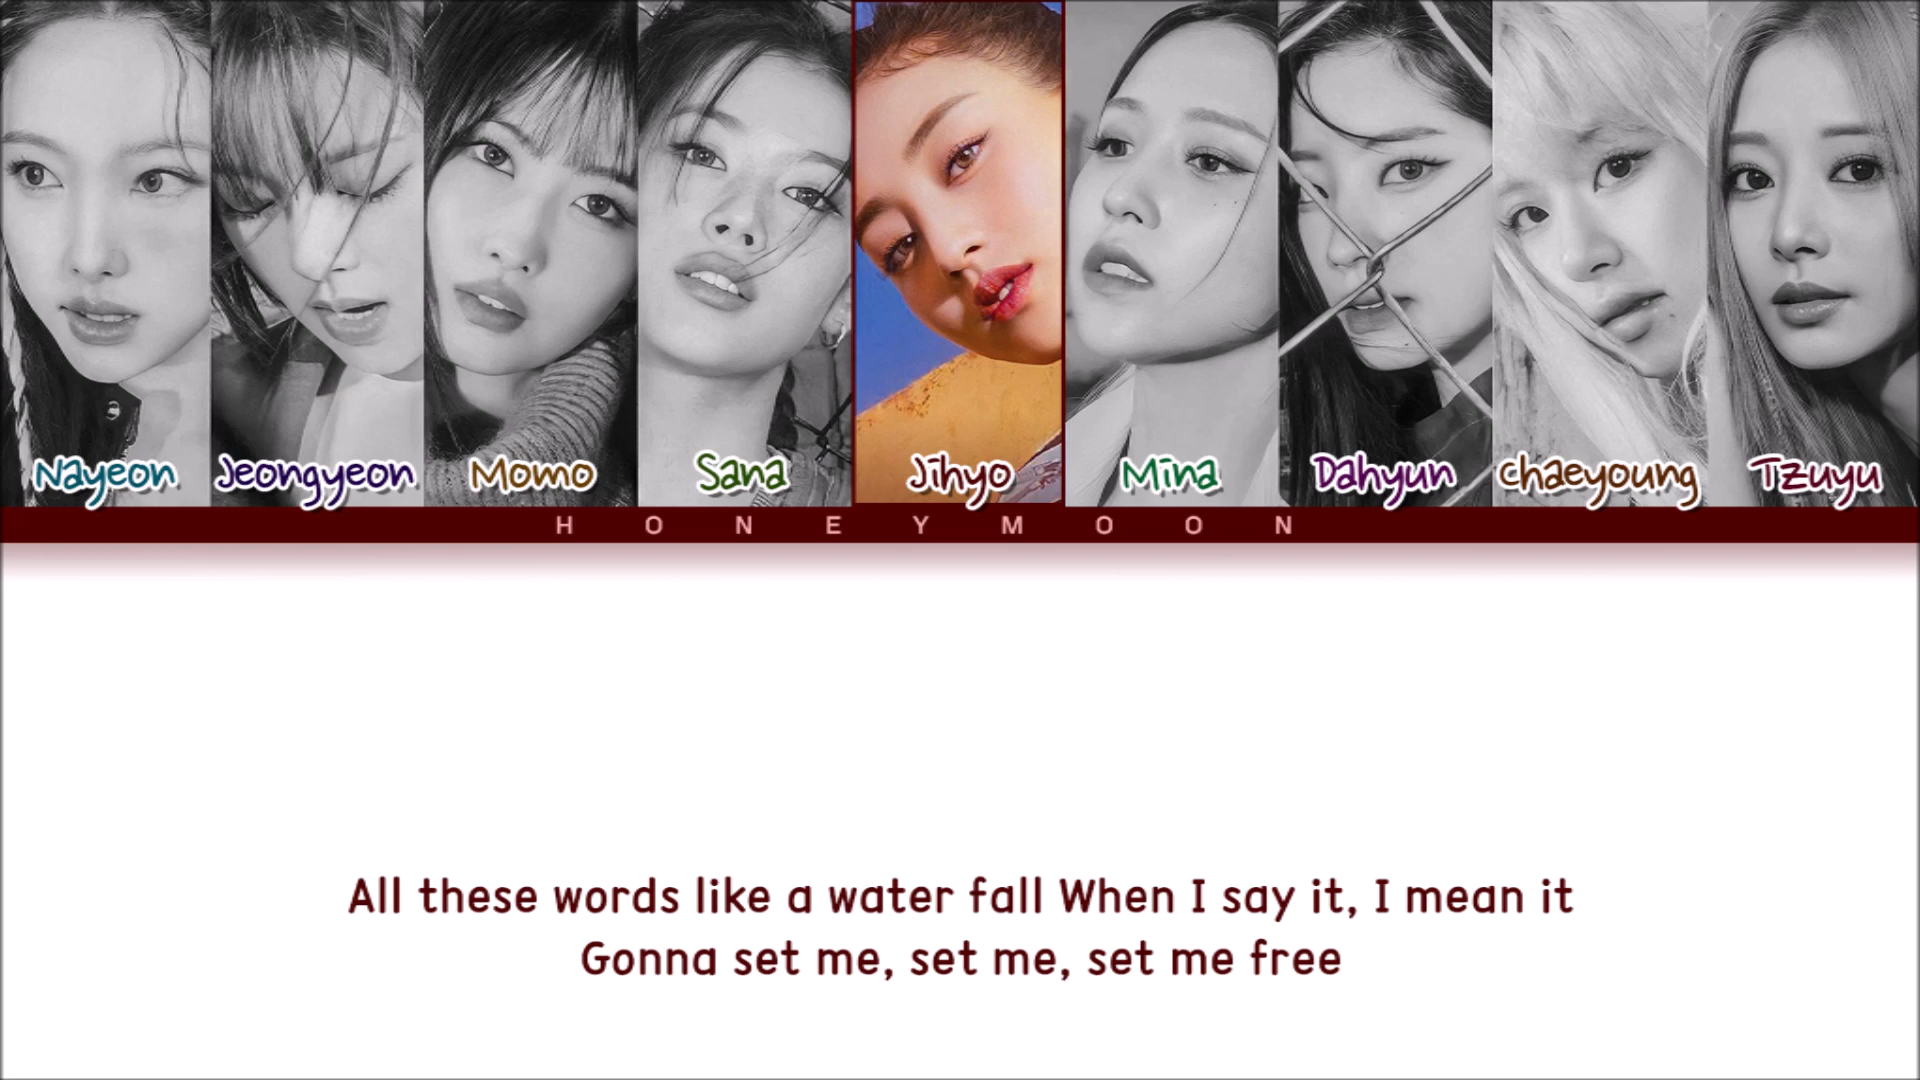 Nayeon Jeongyeon Momo Sana Jihyo Mina Dahyun Chaeyoung Tzuyu
HONEYMOON
All these words like a water fall When I say it, I mean it
Gonna set me, set me, set me free